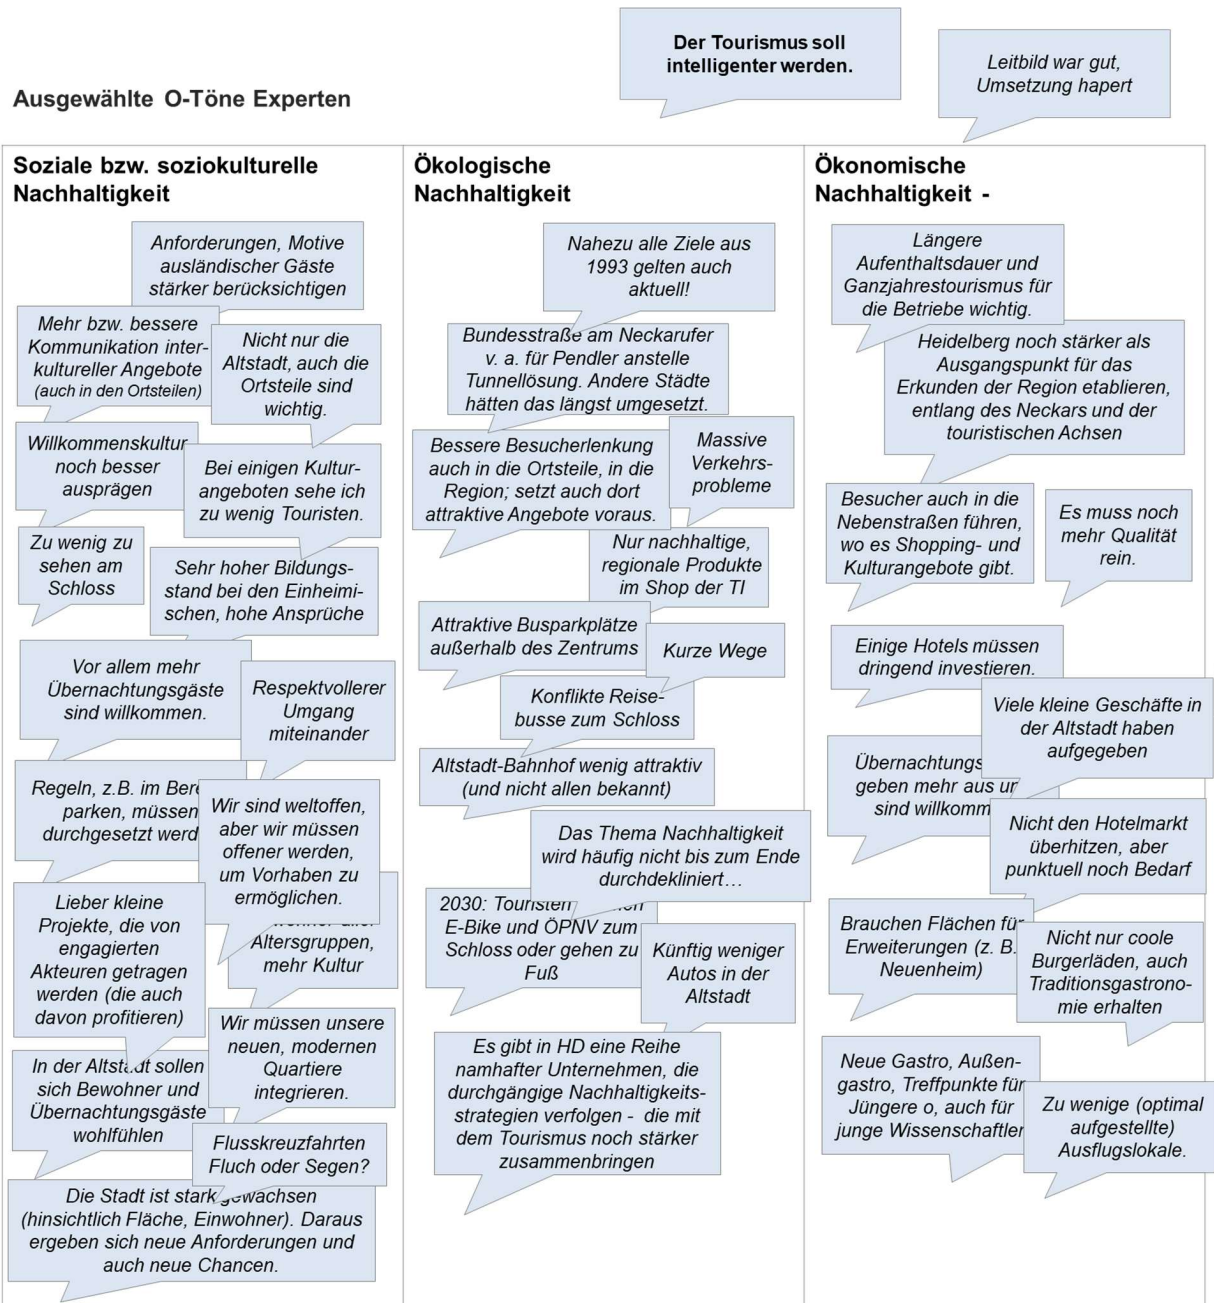 Der Tourismus soll
intelligenter werden.
Leitbild war gut,
Umsetzung hapert
Ausgewählte O-Töne Experten
Soziale bzw. soziokulturelle
Nachhaltigkeit
Anforderungen, Motive
ausländischer Gäste
stärker berücksichtigen
Mehr bzw. bessere
Kommunikation inter-
kultureller Angebote
(auch in den Ortsteilen)
Nicht nur die
Altstadt, auch die
Ortsteile sind
wichtig.
Willkommenskultur
noch besser
ausprägen
Bei einigen Kultur-
angeboten sehe ich
zu wenig Touristen.
Zu wenig zu
sehen am
Schloss
Sehr hoher Bildungs-
stand bei den Einheimi-
schen, hohe Ansprüche
Vor allem mehr
Übernachtungsgäste
sind willkommen.
Respektvollerer
Umgang
miteinander
Regeln, z.B. im
parken, müssen
durchgesetzt
Wir sind weltoffen,
aber wir müssen
offener werden,
um Vorhaben zu
ermöglichen.
Lieber kleine
Projekte, die von
engagierten
Akteuren getragen
werden (die auch
davon profitieren)
Altersgruppen,
mehr Kultur
Wir müssen unsere
neuen, modernen
Quartiere
integrieren.
In der Altstadt sollen
sich Bewohner und
Übernachtungsgäste
wohlfühlen
Flusskreuzfahrten
Fluch oder Segen?
Die Stadt ist stark gewachsen
(hinsichtlich Fläche, Einwohner). Daraus
ergeben sich neue Anforderungen und
auch neue Chancen.
Ökologische
Nachhaltigkeit
Nahezu alle Ziele aus
1993 gelten auch
aktuell!
Bundesstraße am Neckarufer
v. a. für Pendler anstelle
Tunnellösung. Andere Städte
hätten das längst umgesetzt.
Bessere Besucherlenkung
auch in die Ortsteile, in die
Region; setzt auch dort
attraktive Angebote voraus.
Massive
Verkehrs-
probleme
Nur nachhaltige,
regionale Produkte
im Shop der TI
Attraktive Busparkplätze
außerhalb des Zentrums
Kurze Wege
Konflikte Reise-
busse zum Schloss
Altstadt-Bahnhof wenig attraktiv
(und nicht allen bekannt)
Das Thema Nachhaltigkeit
wird häufig nicht bis zum Ende
durchdekliniert…
2030: Touristen
E-Bike und ÖPNV zum
Schloss oder gehen zu
Fuß
Künftig weniger
Autos in der
Altstadt
Es gibt in HD eine Reihe
namhafter Unternehmen, die
durchgängige Nachhaltigkeits-
strategien verfolgen - die mit
dem Tourismus noch stärker
zusammenbringen
Ökonomische
Nachhaltigkeit -
Längere
Aufenthaltsdauer und
Ganzjahrestourismus für
die Betriebe wichtig.
Heidelberg noch stärker als
Ausgangspunkt für das
Erkunden der Region etablieren,
entlang des Neckars und der
touristischen Achsen
Besucher auch in die
Nebenstraßen führen,
wo es Shopping- und
Kulturangebote gibt.
Es muss noch
mehr Qualität
rein.
Einige Hotels müssen
dringend investieren.
Viele kleine Geschäfte in
der Altstadt haben
aufgegeben
geben mehr aus
sind
Nicht den Hotelmarkt
überhitzen, aber
punktuell noch Bedarf
Brauchen Flächen für
Erweiterungen (z. B.
Neuenheim)
Nicht nur coole
Burgerläden, auch
Traditionsgastrono-
mie erhalten
Neue Gastro, Außen-
gastro, Treffpunkte für
Jüngere o, auch für
junge Wissenschaftler
Zu wenige (optimal
aufgestellte)
Ausflugslokale.